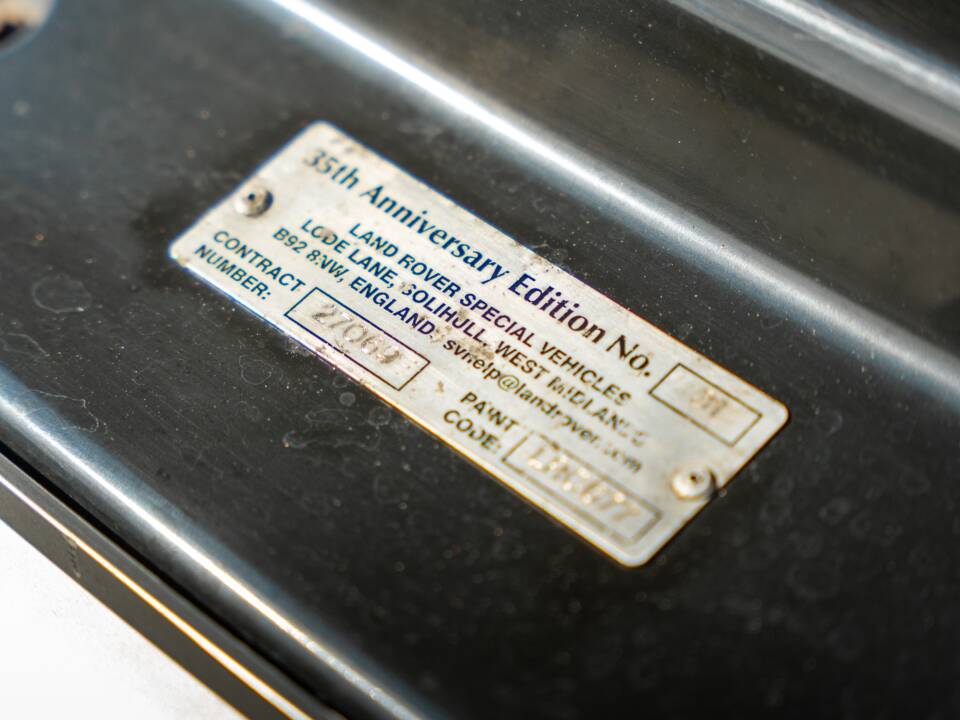 35th Anniversary Edition No.
LAND ROVER SPECIAL VEHICLES
LODE LANE, SOLIHULL, WEST MIDLANDS
B92 8NW, ENGLAND. svhelp@landrover.com
CONTRACT
NUMBER:
PAINT
CODE: